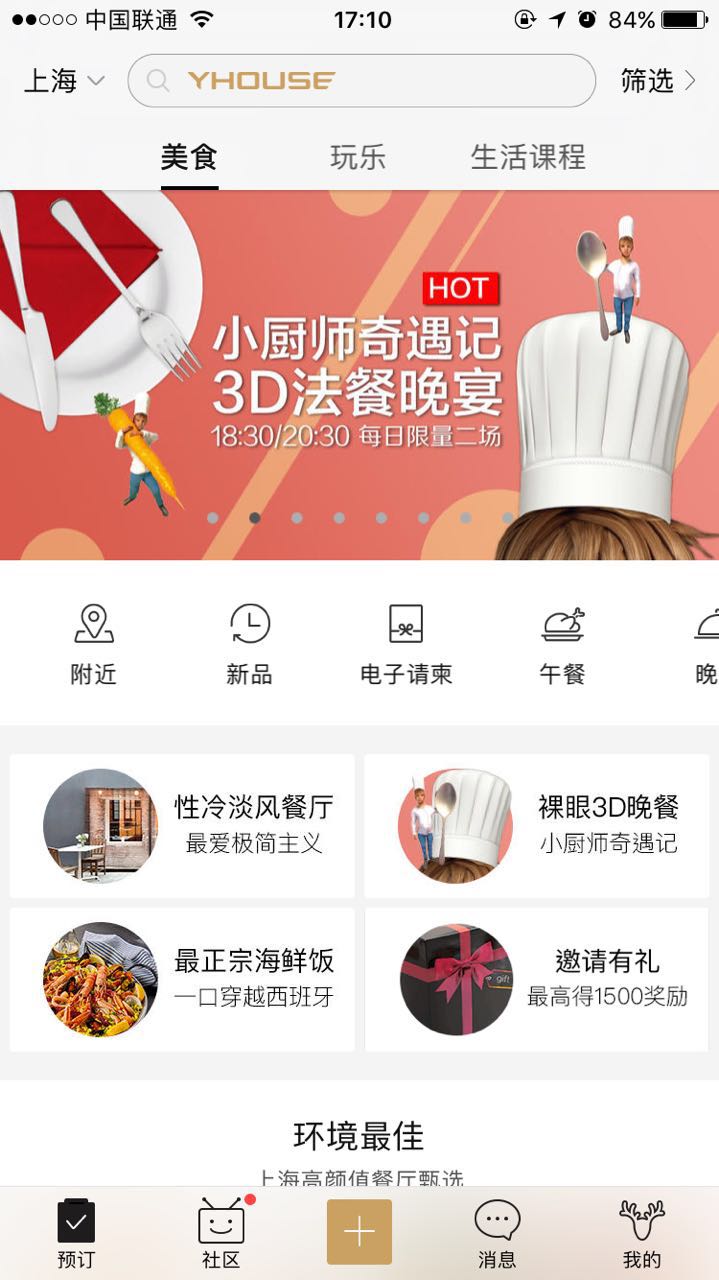 中国联通
17:10
84%
上海
YHOUSE
筛选
美食
玩乐
生活课程
HOT
小厨师奇遇记
3D法餐晚宴
18:30/20:30 每日限量二场
附近
新品
电子请柬
午餐
晚
性冷淡风餐厅
最爱极简主义
裸眼3D晚餐
小厨师奇遇记
最正宗海鲜饭
一口穿越西班牙
gift
邀请有礼
最高得1500奖励
环境最佳
上海高颜值餐厅甄选
预订
社区
消息
我的